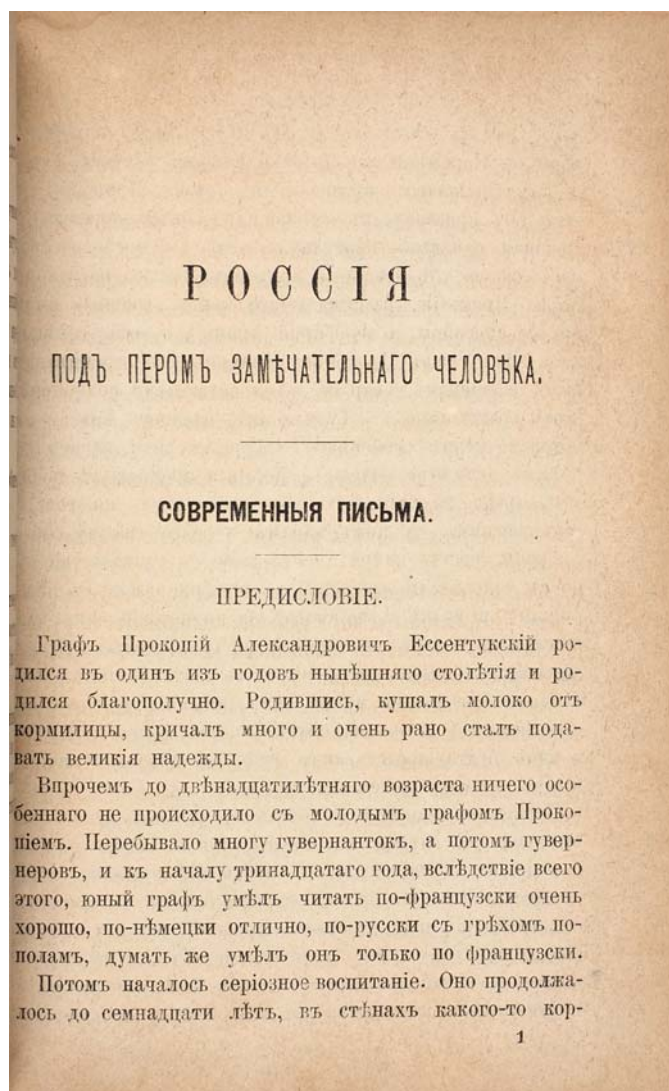 РОССІЯ
ПОДЪ ПЕРОМЪ ЗАМѢЧАТЕЛЬНАГО ЧЕЛОВѢКА.
СОВРЕМЕННЫЯ ПИСЬМА.
ПРЕДИСЛОВІЕ.
Графъ Прокопій Александровичъ Ессентукскій ро-
дился въ одинъ изъ годовъ нынѣшняго столѣтія и ро-
дился благополучно. Родившись, кушалъ молоко отъ
кормилицы, кричалъ много и очень рано сталъ пода-
вать великія надежды.
Впрочемъ до двѣнадцатилѣтняго возраста ничего осо-
беннаго не происходило съ молодымъ графомъ Проко-
піемъ. Перебывало многу гувернантокъ, а потомъ гувер-
неровъ, и къ началу тринадцатаго года, вслѣдствіе всего
этого, юный графъ умѣлъ читать по-французски очень
хорошо, по-нѣмецки отлично, по-русски съ грѣхомъ по-
поламъ, думать же умѣлъ онъ только по французски.
Потомъ началось серіозное воспитаніе. Оно продолжа-
лось до семнадцати лѣтъ, въ стѣнахъ какого-то кор-
1